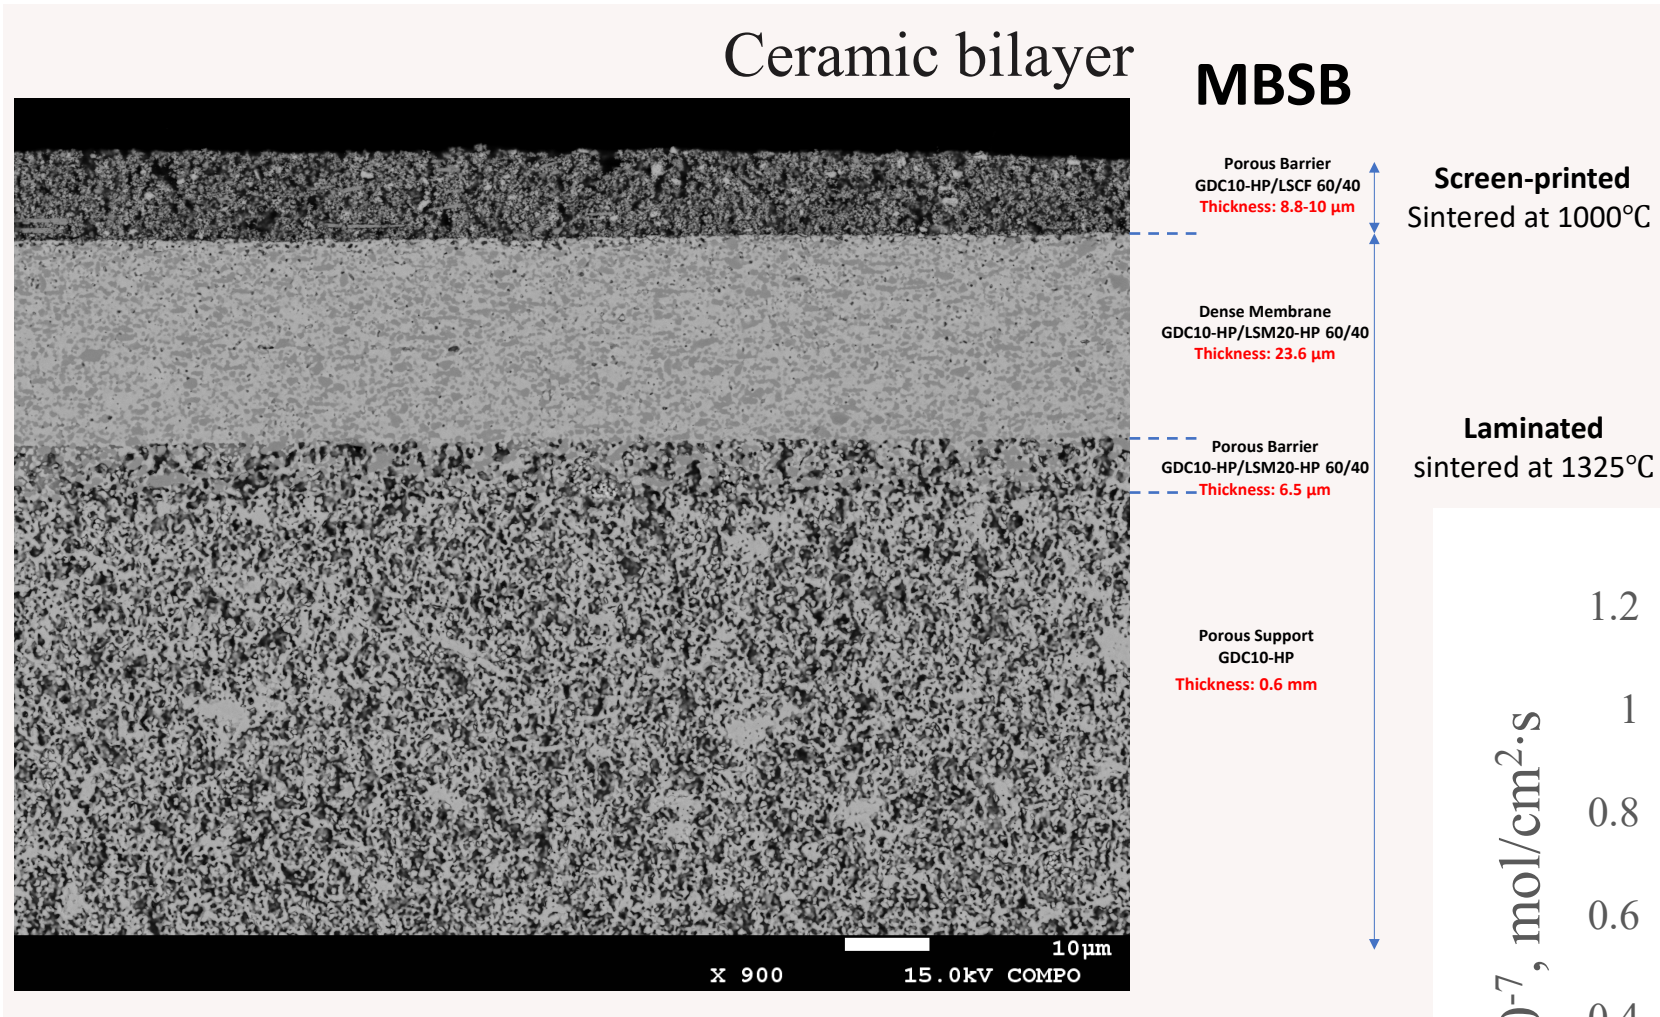 Ceramic bilayer
MBSB
Porous Barrier
GDC10-HP/LSCF 60/40
Thickness: 8.8-10 µm
Screen-printed
Sintered at 1000℃
Dense Membrane
GDC10-HP/LSM20-HP 60/40
Thickness: 23.6 µm
Porous Barrier
GDC10-HP/LSM20-HP 60/40
Thickness: 6.5 µm
Laminated
sintered at 1325℃
Porous Support
GDC10-HP
Thickness: 0.6 mm
10µm
X 900 15.0kV COMPO
1.2
1
0.8
0.6
0.4
⁻⁷, mol/cm²·s